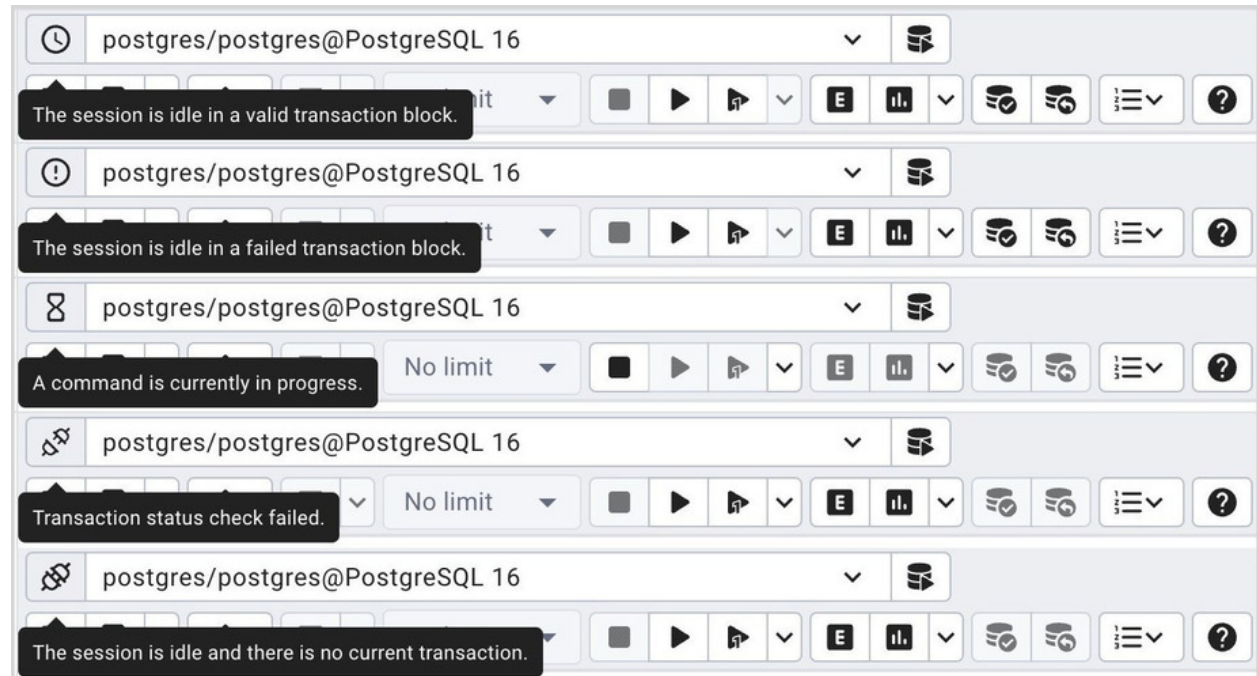 postgres/postgres@PostgreSQL 16
The session is idle in a valid transaction block.
E
postgres/postgres@PostgreSQL 16
The session is idle in a failed transaction block.
E
postgres/postgres@PostgreSQL 16
A command is currently in progress.
No limit
E
postgres/postgres@PostgreSQL 16
Transaction status check failed.
No limit
E
postgres/postgres@PostgreSQL 16
The session is idle and there is no current transaction.
E